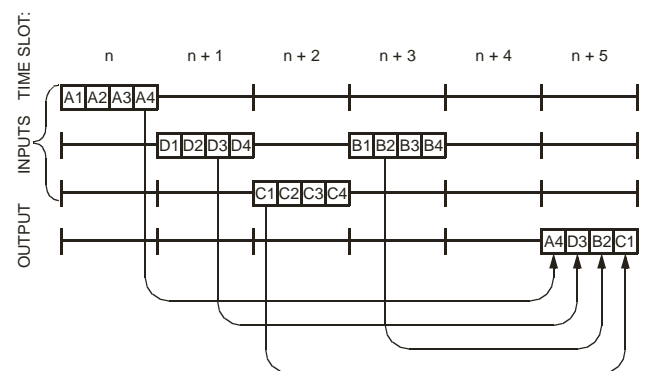 TIME SLOT:
n n + 1 n + 2 n + 3 n + 4 n + 5
INPUTS
A1 A2 A3 A4
D1 D2 D3 D4 B1 B2 B3 B4
C1 C2 C3 C4
OUTPUT
A4 D3 B2 C1